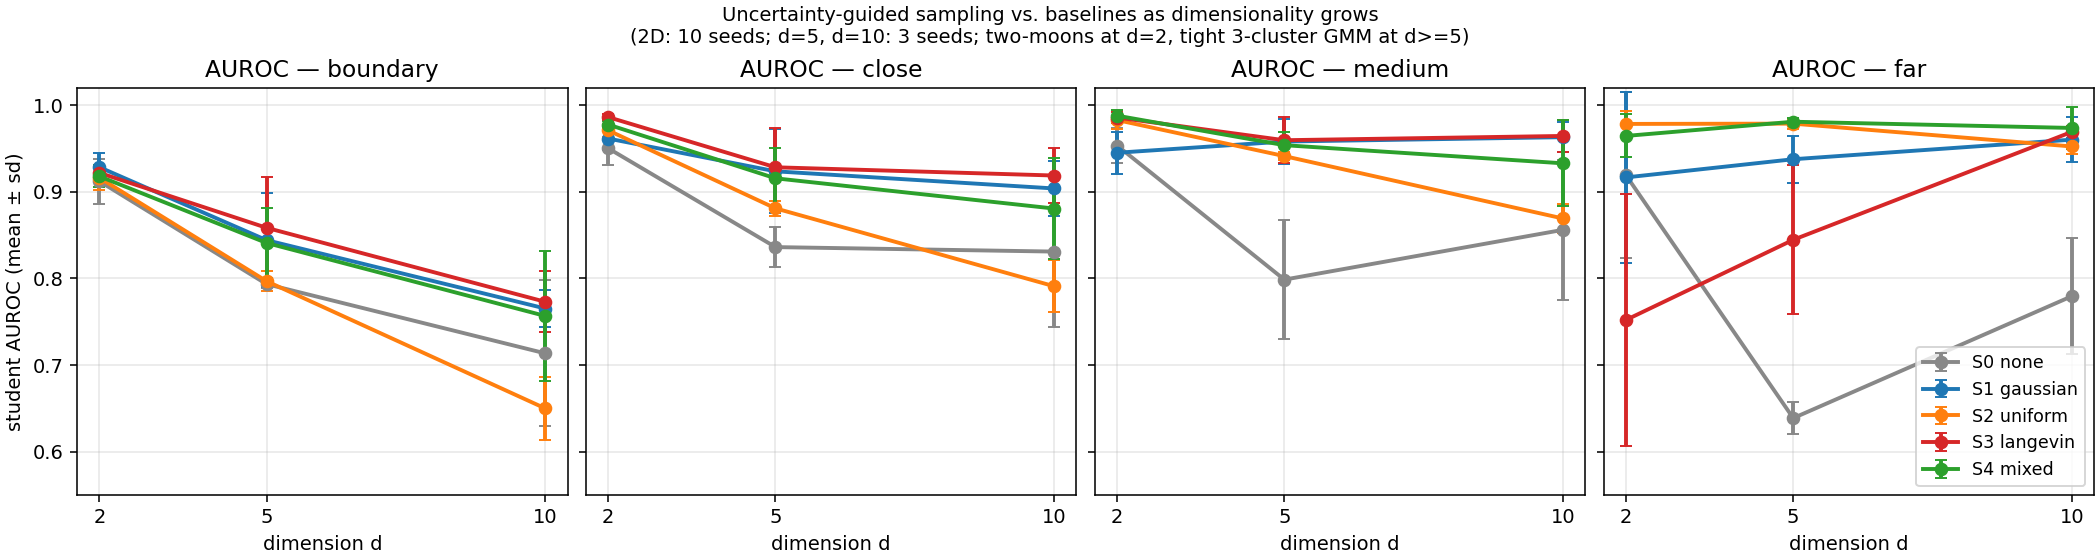 Uncertainty-guided sampling vs. baselines as dimensionality grows
(2D: 10 seeds; d=5, d=10: 3 seeds; two-moons at d=2, tight 3-cluster GMM at d>=5)
AUROC — boundary
AUROC — close
AUROC — medium
AUROC — far
student AUROC (mean ± sd)
1.0
0.9
0.8
0.7
0.6
S0 none
S1 gaussian
S2 uniform
S3 langevin
S4 mixed
2 5 10
2 5 10
2 5 10
2 5 10
dimension d
dimension d
dimension d
dimension d